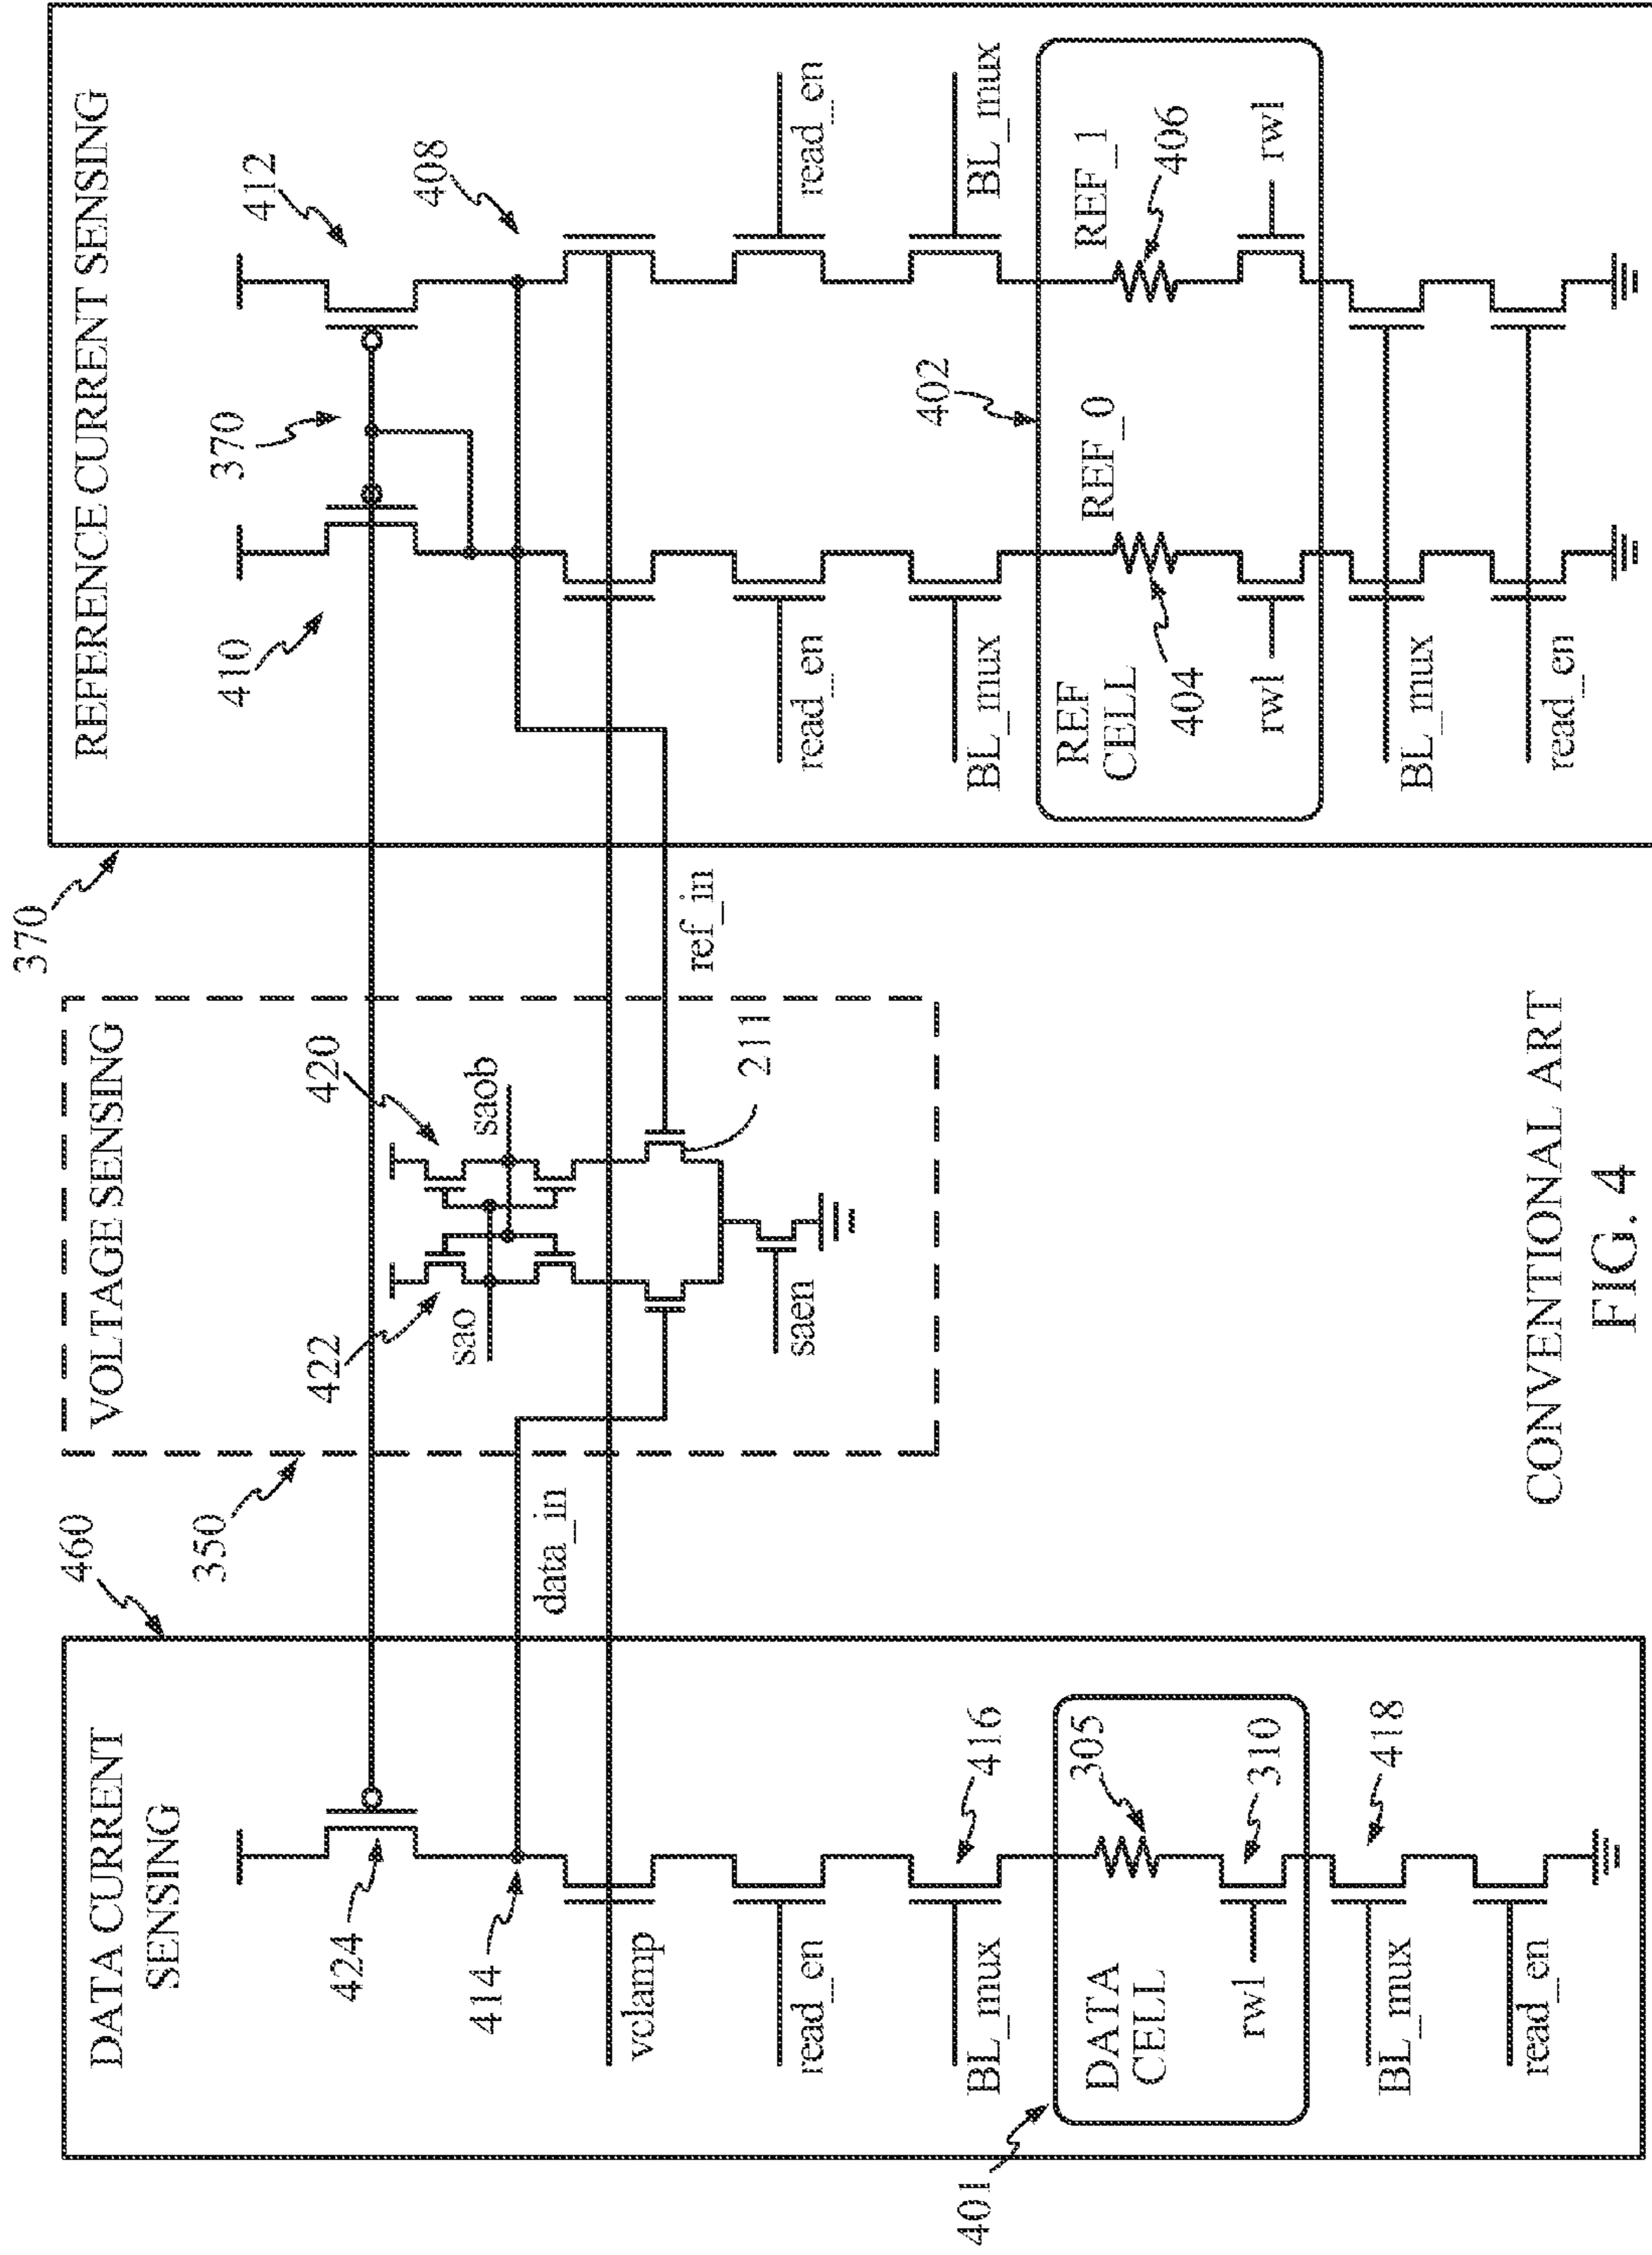 DATA CURRENT
SENSING
460
424
414
data_in
vclamp
read_en
BL_mux
416
401
DATA
CELL
305
rwl
310
BL_mux
418
read_en
350
VOLTAGE SENSING
422
420
sao
saob
211
saen
ref_in
370
REFERENCE CURRENT SENSING
410
370
412
408
read_en
read_en
BL_mux
BL_mux
402
REF
CELL
REF_0
REF_1
404
406
rwl
rwl
BL_mux
read_en
CONVENTIONAL ART
FIG. 4